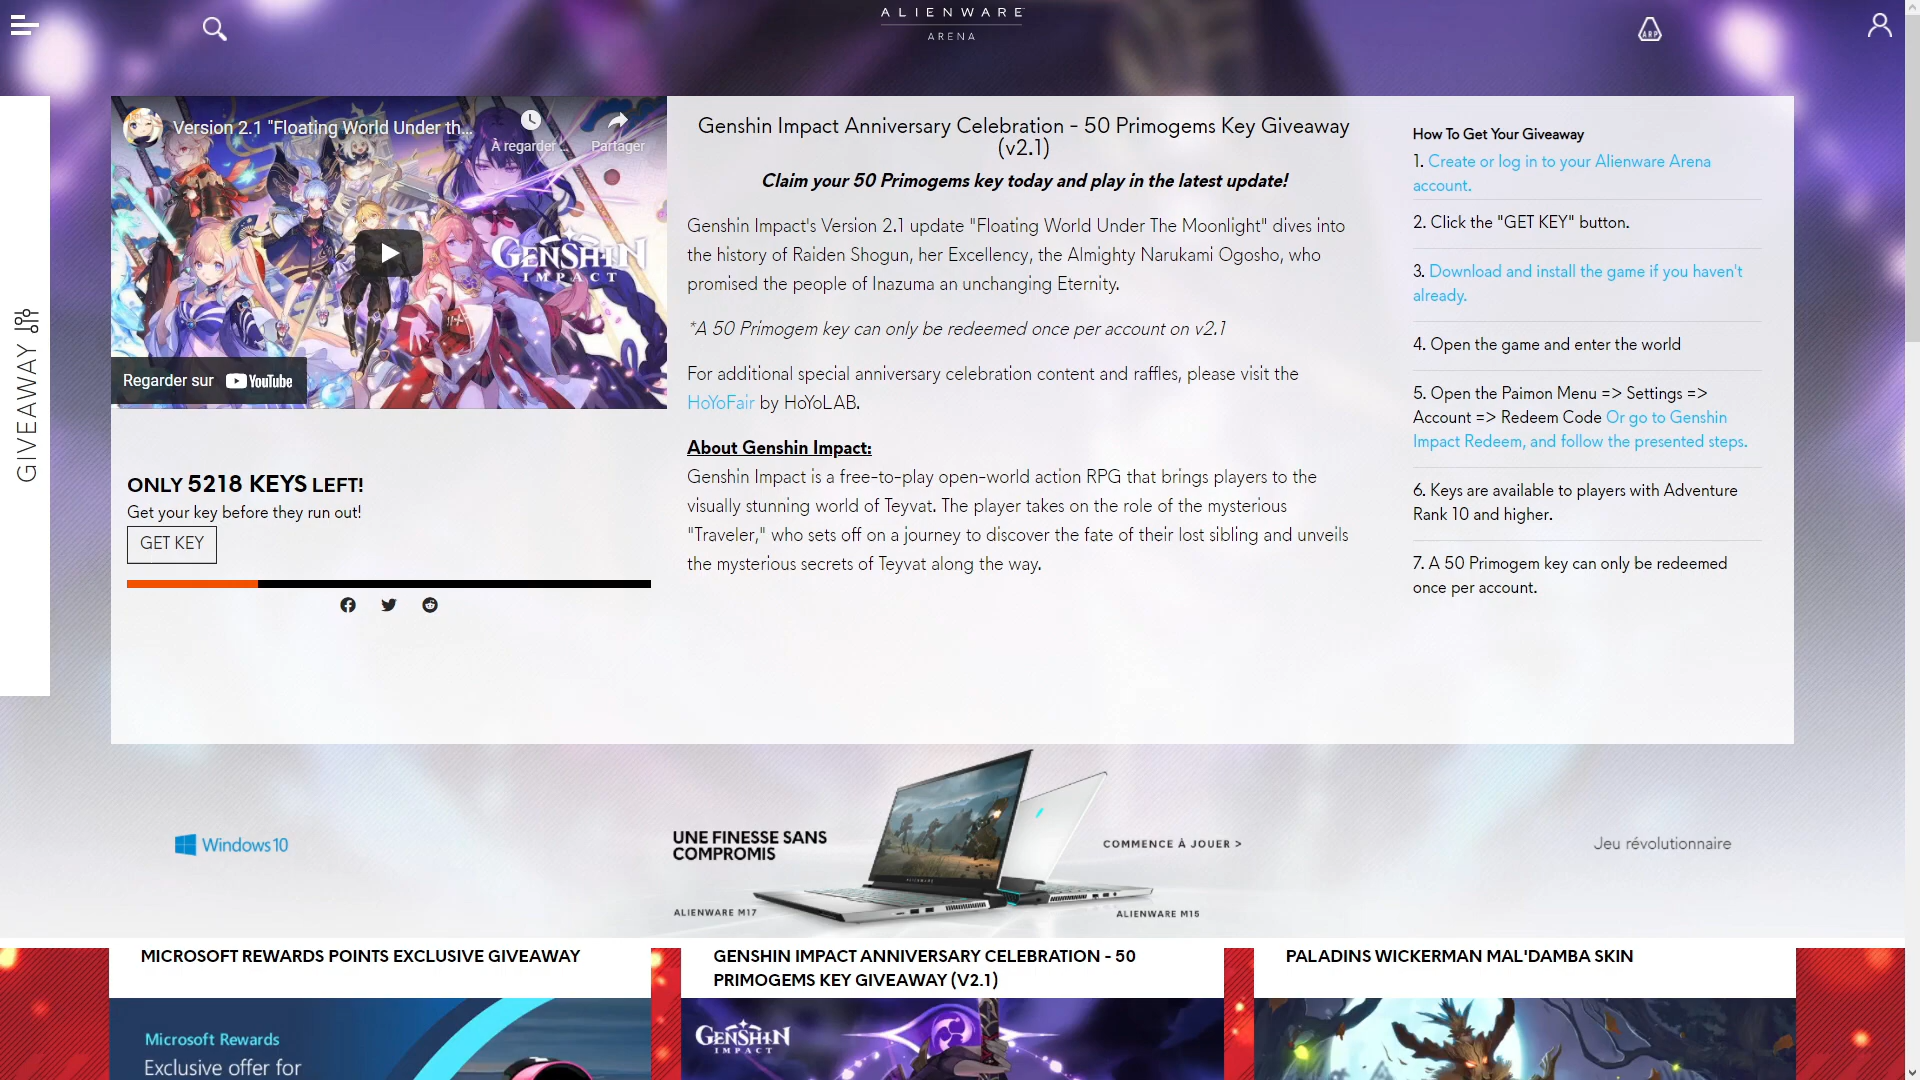 ALIENWARE
ARENA
ARP
GIVEAWAY
Version 2.1 "Floating World Under th...
À regarder ...
Partager
GENSHIN
IMPACT
Regarder sur YouTube
ONLY 5218 KEYS LEFT!
Get your key before they run out!
GET KEY
Genshin Impact Anniversary Celebration - 50 Primogems Key Giveaway
(v2.1)
Claim your 50 Primogems key today and play in the latest update!
Genshin Impact's Version 2.1 update "Floating World Under The Moonlight" dives into
the history of Raiden Shogun, her Excellency, the Almighty Narukami Ogosho, who
promised the people of Inazuma an unchanging Eternity.
*A 50 Primogem key can only be redeemed once per account on v2.1
For additional special anniversary celebration content and raffles, please visit the
HoYoFair by HoYoLAB.
About Genshin Impact:
Genshin Impact is a free-to-play open-world action RPG that brings players to the
visually stunning world of Teyvat. The player takes on the role of the mysterious
"Traveler," who sets off on a journey to discover the fate of their lost sibling and unveils
the mysterious secrets of Teyvat along the way.
How To Get Your Giveaway
1. Create or log in to your Alienware Arena
account.
2. Click the "GET KEY" button.
3. Download and install the game if you haven't
already.
4. Open the game and enter the world
5. Open the Paimon Menu => Settings =>
Account => Redeem Code Or go to Genshin
Impact Redeem, and follow the presented steps.
6. Keys are available to players with Adventure
Rank 10 and higher.
7. A 50 Primogem key can only be redeemed
once per account.
Windows 10
UNE FINESSE SANS
COMPROMIS
ALIENWARE M17
ALIENWARE
COMMENCE À JOUER >
ALIENWARE M15
Jeu révolutionnaire
MICROSOFT REWARDS POINTS EXCLUSIVE GIVEAWAY
Microsoft Rewards
Exclusive offer for
GENSHIN IMPACT ANNIVERSARY CELEBRATION - 50
PRIMOGEMS KEY GIVEAWAY (V2.1)
GENSHIN
IMPACT
PALADINS WICKERMAN MAL'DAMBA SKIN